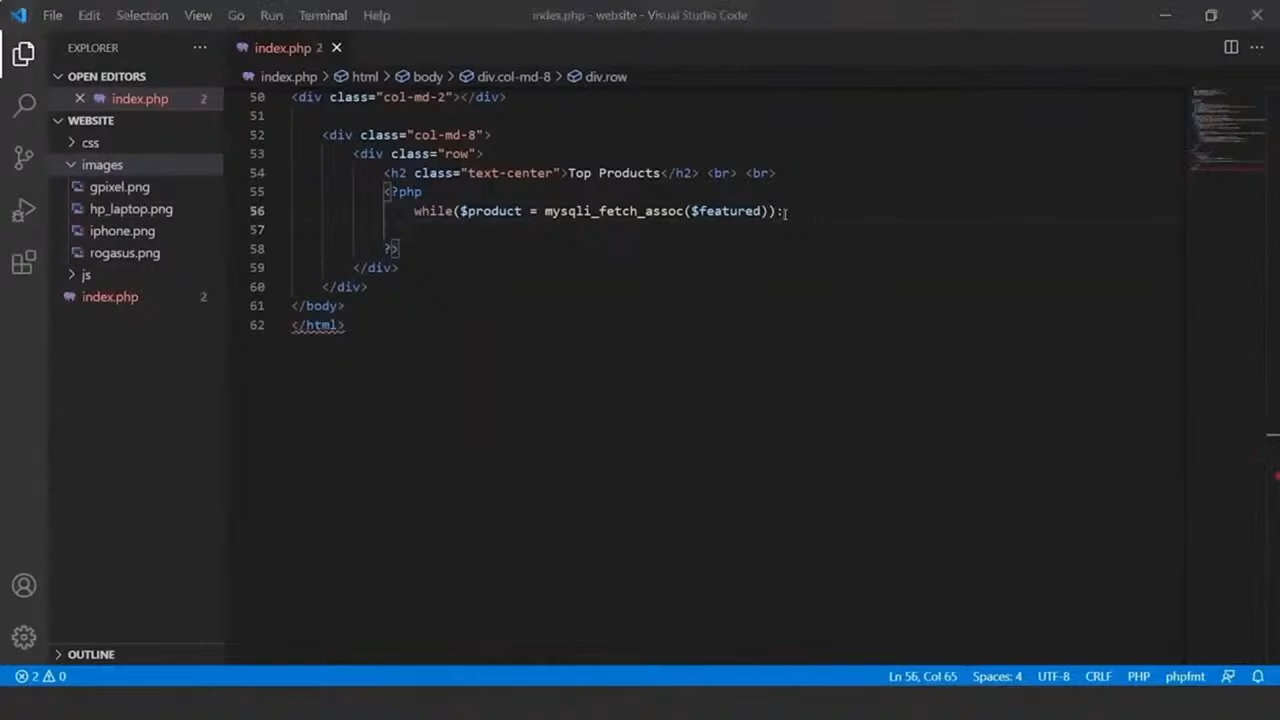 File Edit Selection View Go Run Terminal Help index.php - website - Visual Studio Code
EXPLORER ··· index.php 2
OPEN EDITORS index.php > html > body > div.col-md-8 > div.row
index.php 2
WEBSITE
css
images
gpixel.png
hp_laptop.png
iphone.png
rogasus.png
js
index.php 2
50 <div class="col-md-2"></div>
51
52 <div class="col-md-8">
53 <div class="row">
54 <h2 class="text-center">Top Products</h2> <br> <br>
55 <?php
56 while($product = mysqli_fetch_assoc($featured)):
57
58 ?>
59 </div>
60 </div>
61 </body>
62 </html>
OUTLINE
2 0 Ln 56, Col 65 Spaces: 4 UTF-8 CRLF PHP phpfmt